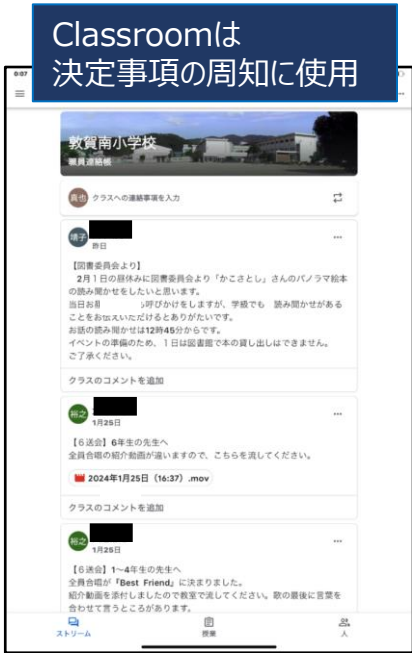 Classroomは
決定事項の周知に使用
0:07
敦賀南小学校
職員連絡帳
真也 クラスへの連絡事項を入力
靖子
昨日
【図書委員会より】
2月1日の昼休みに図書委員会より「かこさとし」さんのパノラマ絵本
の読み聞かせをしたいと思います。
当日お昼 呼びかけをしますが、学級でも 読み聞かせがある
ことをお伝えいただけるとありがたいです。
お話の読み聞かせは12時45分からです。
イベントの準備のため、1日は図書館で本の貸し出しはできません。
ご了承ください。
クラスのコメントを追加
裕之
1月25日
【6送会】6年生の先生へ
全員合唱の紹介動画が違いますので、こちらを流してください。
2024年1月25日（16:37）.mov
クラスのコメントを追加
裕之
1月25日
【6送会】1～4年生の先生へ
全員合唱が「Best Friend」に決まりました。
紹介動画を添付しましたので教室で流してください。歌の最後に言葉を
合わせて言うところがあります。
ストリーム 授業 人